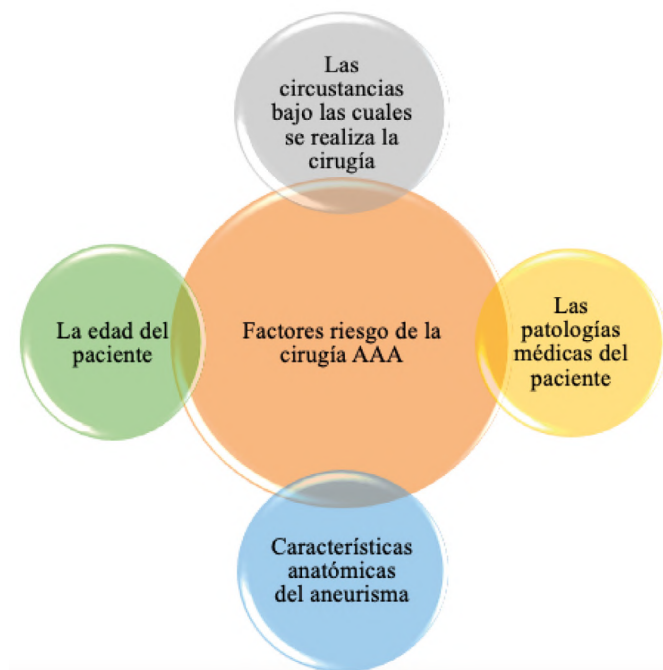 Las
circustancias
bajo las cuales
se realiza la
cirugía
La edad del
paciente
Factores riesgo de la
cirugía AAA
Las
patologías
médicas del
paciente
Características
anatómicas
del aneurisma